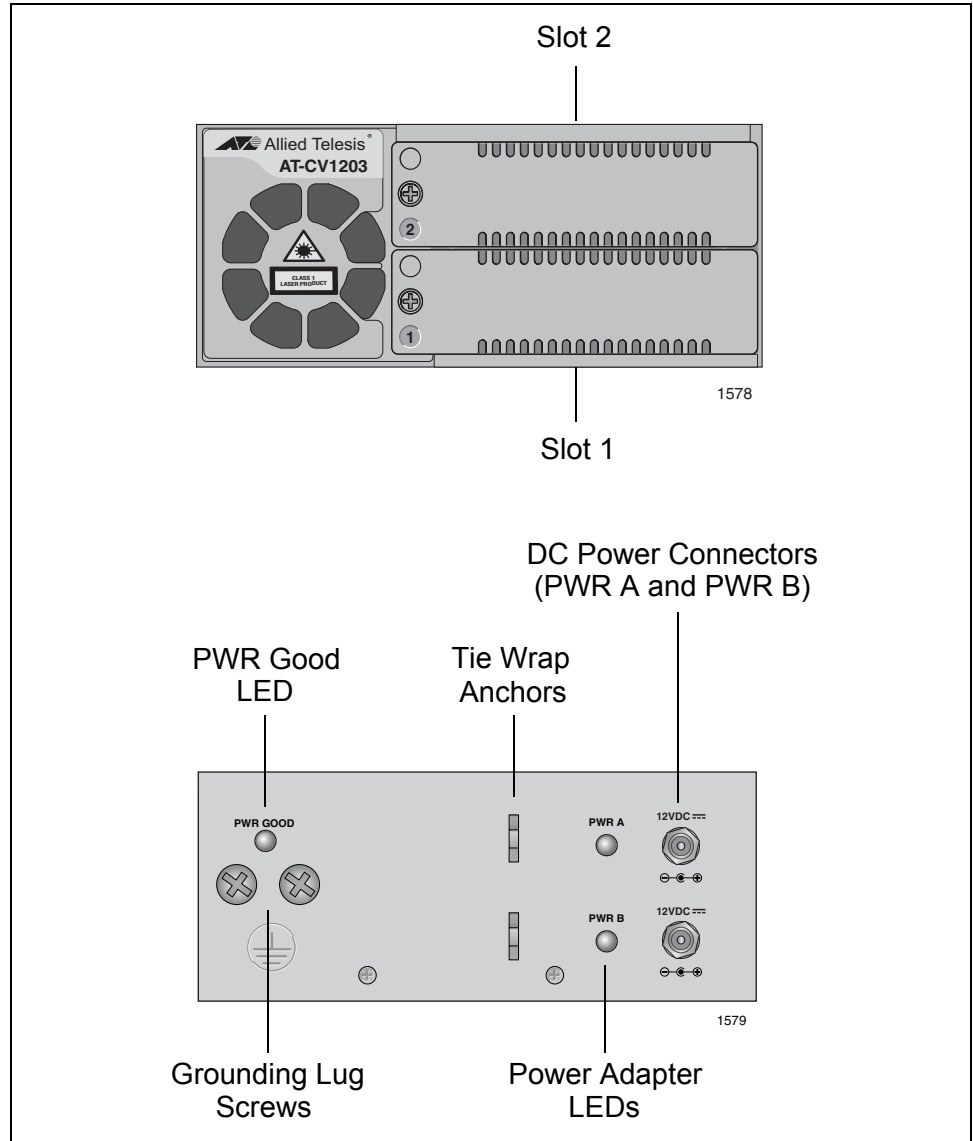 Slot 2
Allied Telesis®
AT-CV1203
2
CLASS 1
LASER PRODUCT
1
1578
Slot 1
DC Power Connectors
(PWR A and PWR B)
PWR Good
LED
Tie Wrap
Anchors
PWR GOOD
PWR A
12VDC
PWR B
12VDC
1579
Grounding Lug
Screws
Power Adapter
LEDs